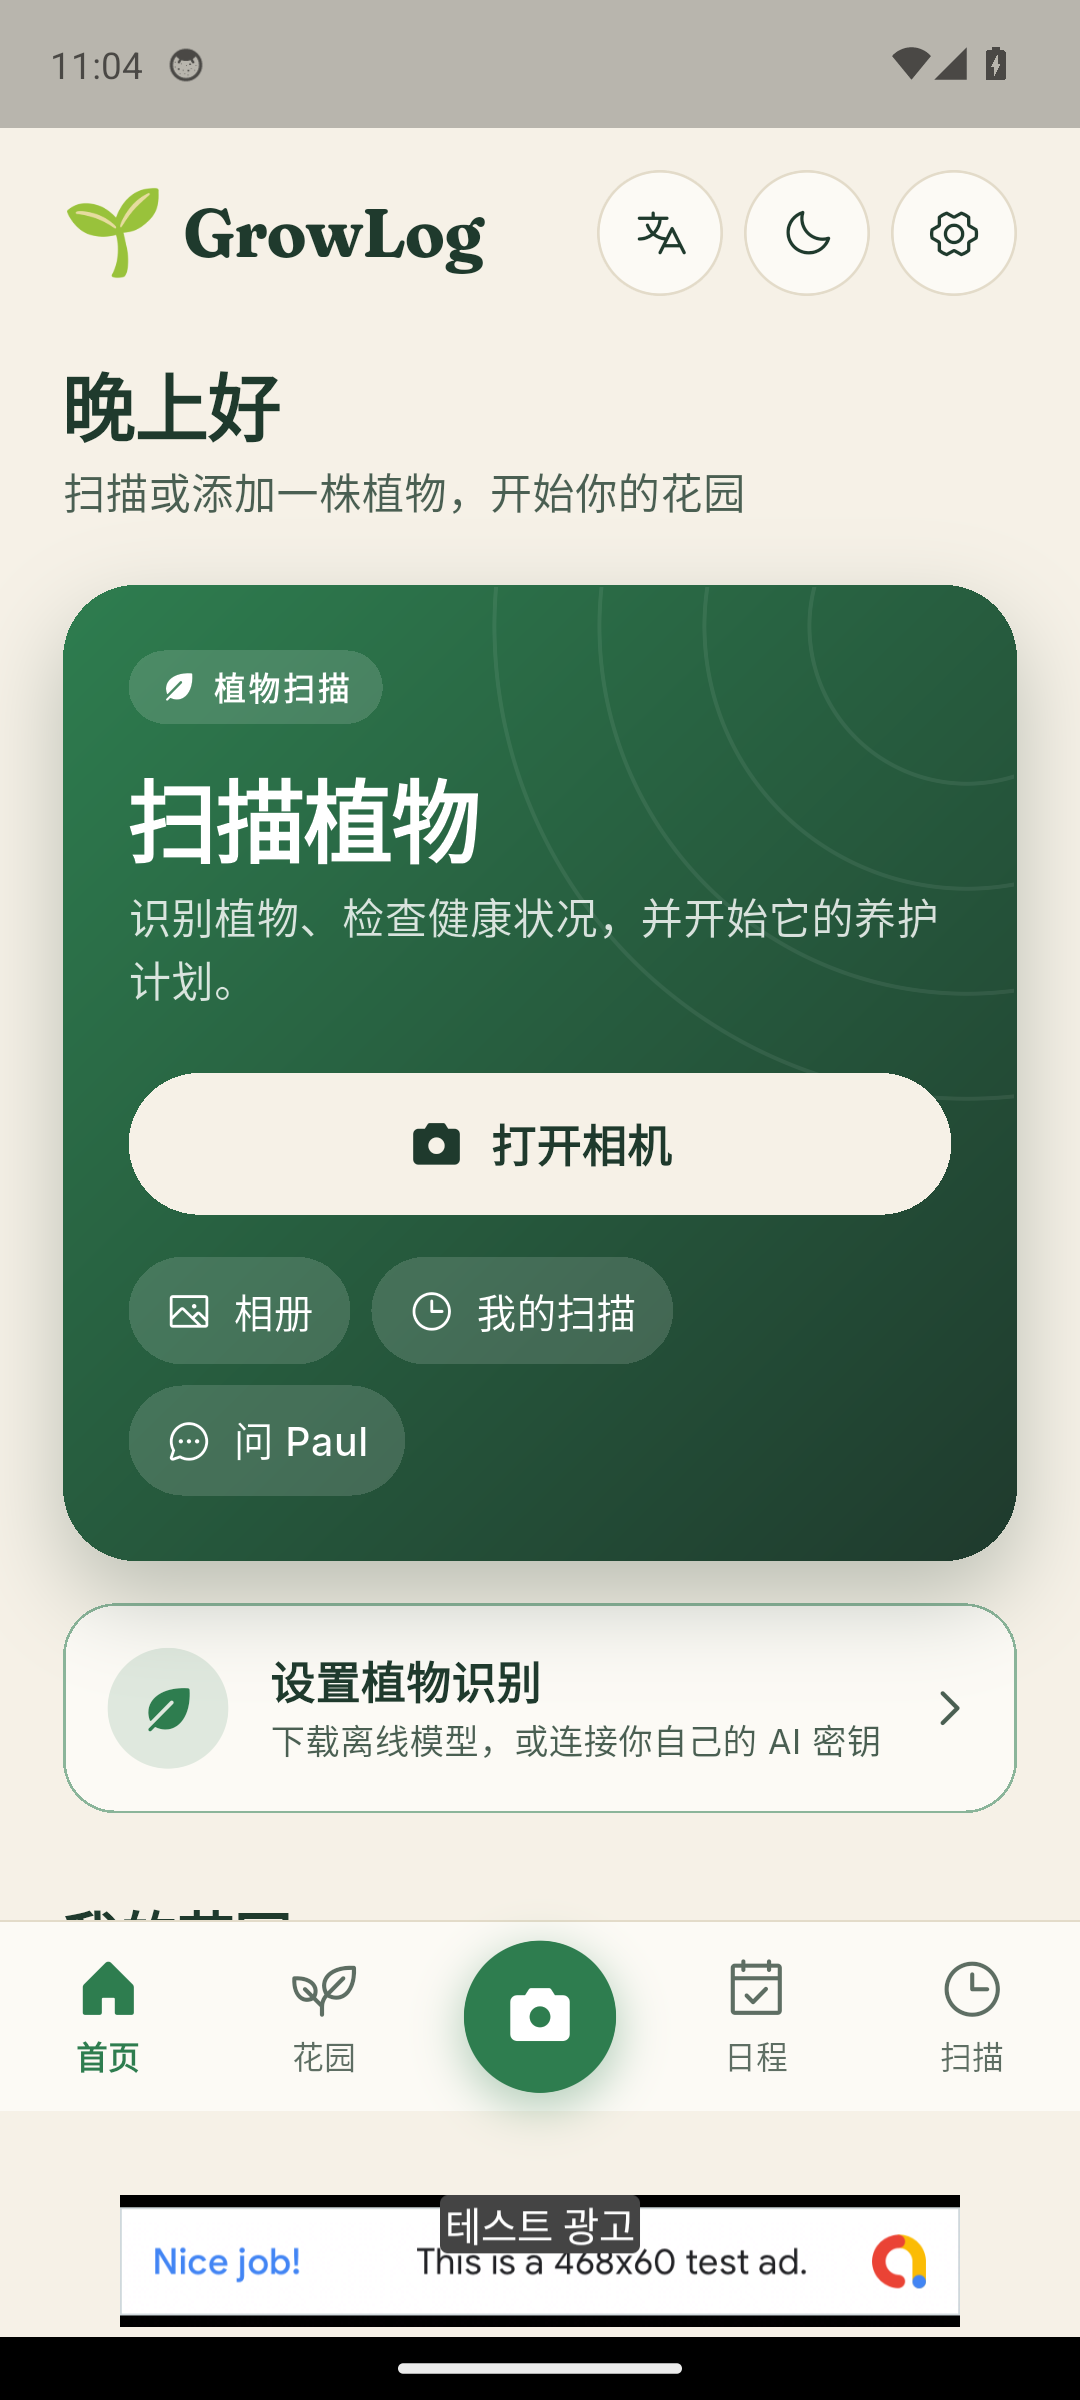 11:04
GrowLog
晚上好
扫描或添加一株植物，开始你的花园
植物扫描
扫描植物
识别植物、检查健康状况，并开始它的养护
计划。
打开相机
相册
我的扫描
问 Paul
设置植物识别
下载离线模型，或连接你自己的 AI 密钥
首页
花园
日程
扫描
테스트 광고
Nice job!
This is a 468x60 test ad.